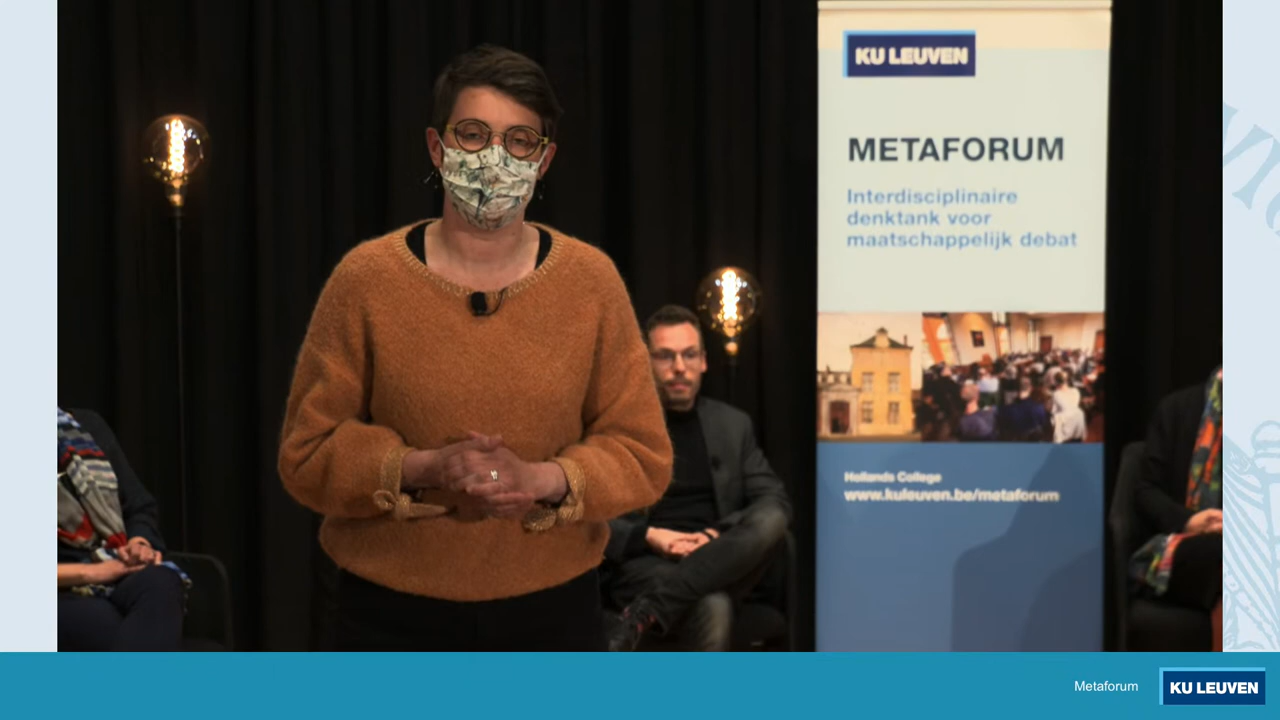 KU LEUVEN
METAFORUM
Interdisciplinaire
denktank voor
maatschappelijk debat
Hollands College
www.kuleuven.be/metaforum
Metaforum
KU LEUVEN